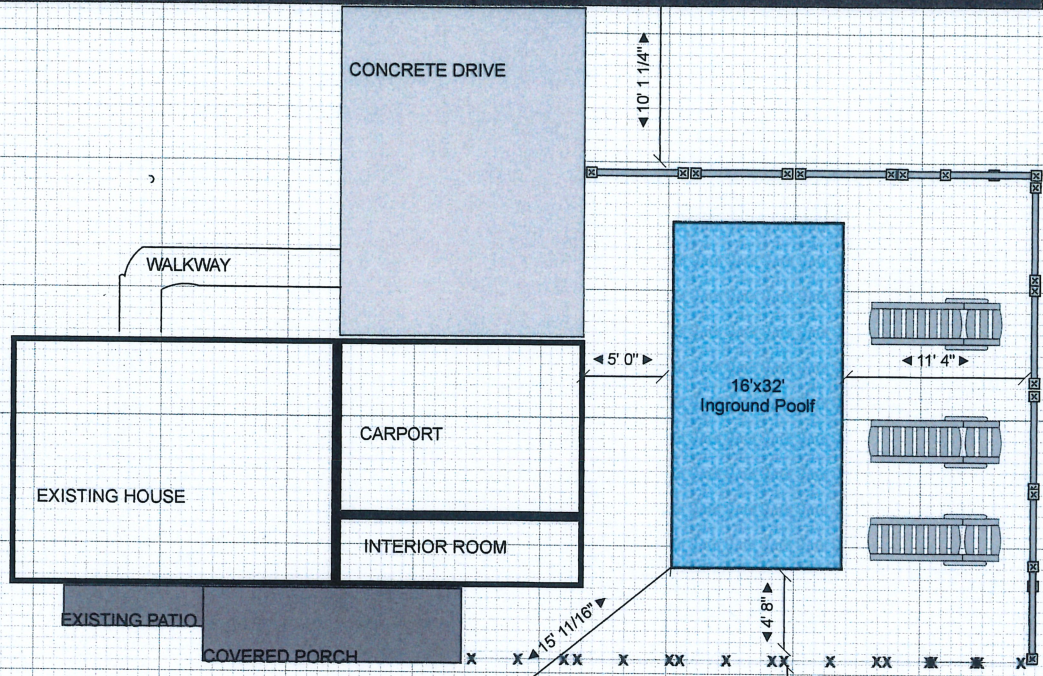 CONCRETE DRIVE
◄10' 1 1/4"►
WALKWAY
◄ 5' 0" ►
◄ 11' 4" ►
16'x32'
Inground Poolf
CARPORT
EXISTING HOUSE
INTERIOR ROOM
EXISTING PATIO
COVERED PORCH
◄15' 11/16" ►
◄4' 8"►